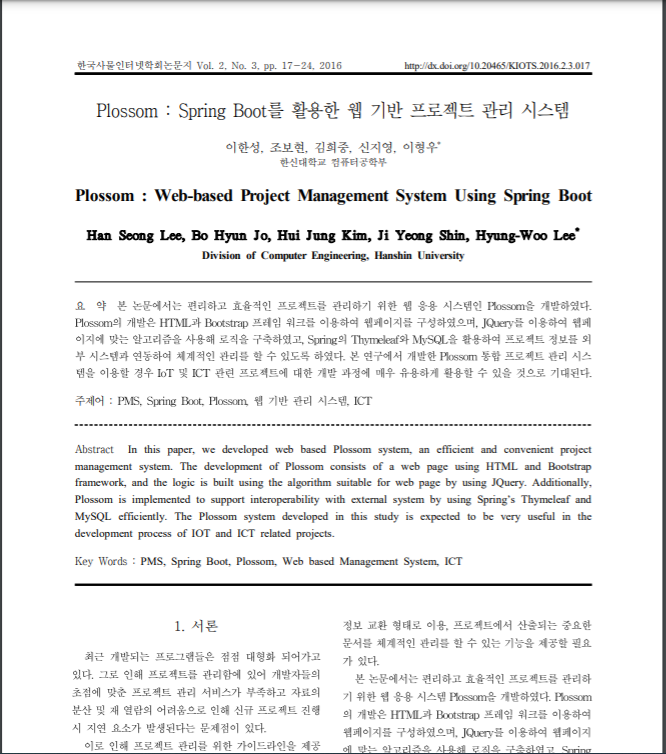 한국사물인터넷학회논문지 Vol. 2, No. 3, pp. 17-24, 2016
http://dx.doi.org/10.20465/KIOTS.2016.2.3.017
Plossom : Spring Boot를 활용한 웹 기반 프로젝트 관리 시스템
이한성, 조보현, 김희중, 신지영, 이형우*
한신대학교 컴퓨터공학부
Plossom : Web-based Project Management System Using Spring Boot
Han Seong Lee, Bo Hyun Jo, Hui Jung Kim, Ji Yeong Shin, Hyung-Woo Lee*
Division of Computer Engineering, Hanshin University
요 약 본 논문에서는 편리하고 효율적인 프로젝트를 관리하기 위한 웹 응용 시스템인 Plossom을 개발하였다.
Plossom의 개발은 HTML과 Bootstrap 프레임 워크를 이용하여 웹페이지를 구성하였으며, JQuery를 이용하여 웹페
이지에 맞는 알고리즘을 사용해 로직을 구축하였고, Spring의 Thymeleaf와 MySQL을 활용하여 프로젝트 정보를 외
부 시스템과 연동하여 체계적인 관리를 할 수 있도록 하였다. 본 연구에서 개발한 Plossom 통합 프로젝트 관리 시스
템을 이용할 경우 IoT 및 ICT 관련 프로젝트에 대한 개발 과정에 매우 유용하게 활용할 수 있을 것으로 기대된다.
주제어 : PMS, Spring Boot, Plossom, 웹 기반 관리 시스템, ICT
Abstract In this paper, we developed web based Plossom system, an efficient and convenient project
management system. The development of Plossom consists of a web page using HTML and Bootstrap
framework, and the logic is built using the algorithm suitable for web page by using JQuery. Additionally,
Plossom is implemented to support interoperability with external system by using Spring's Thymeleaf and
MySQL efficiently. The Plossom system developed in this study is expected to be very useful in the
development process of IOT and ICT related projects.
Key Words : PMS, Spring Boot, Plossom, Web based Management System, ICT
1. 서론
최근 개발되는 프로그램들은 점점 대형화 되어가고
있다. 그로 인해 프로젝트를 관리함에 있어 개발자들의
초점에 맞춘 프로젝트 관리 서비스가 부족하고 자료의
분산 및 재 열람의 어려움으로 인해 신규 프로젝트 진행
시 지연 요소가 발생된다는 문제점이 있다.
이로 인해 프로젝트 관리를 위한 가이드라인을 제공
정보 교환 형태로 이용, 프로젝트에서 산출되는 중요한
문서를 체계적인 관리를 할 수 있는 기능을 제공할 필요
가 있다.
본 논문에서는 편리하고 효율적인 프로젝트를 관리하
기 위한 웹 응용 시스템 Plossom을 개발하였다. Plossom
의 개발은 HTML과 Bootstrap 프레임 워크를 이용하여
웹페이지를 구성하였으며, JQuery를 이용하여 웹페이지
에 맞는 알고리즘을 사용해 로직을 구축하였고, Spring